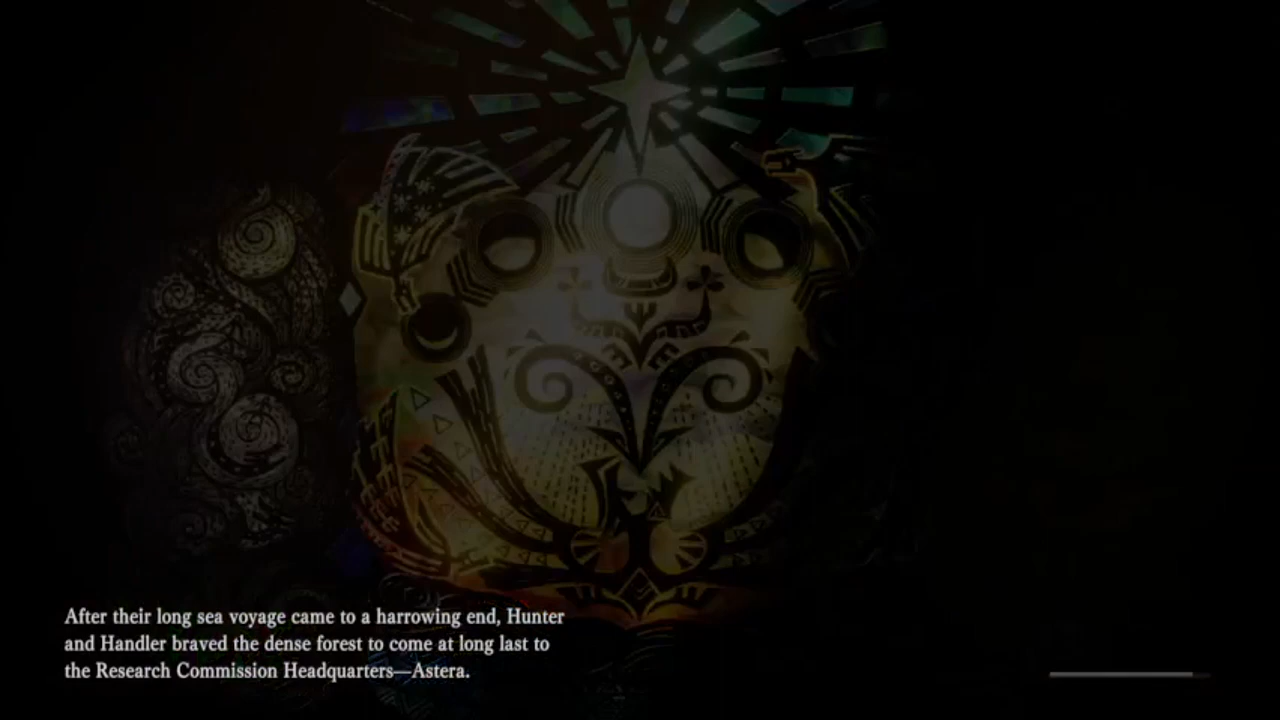 After their long sea voyage came to a harrowing end, Hunter
and Handler braved the dense forest to come at long last to
the Research Commission Headquarters—Astera.